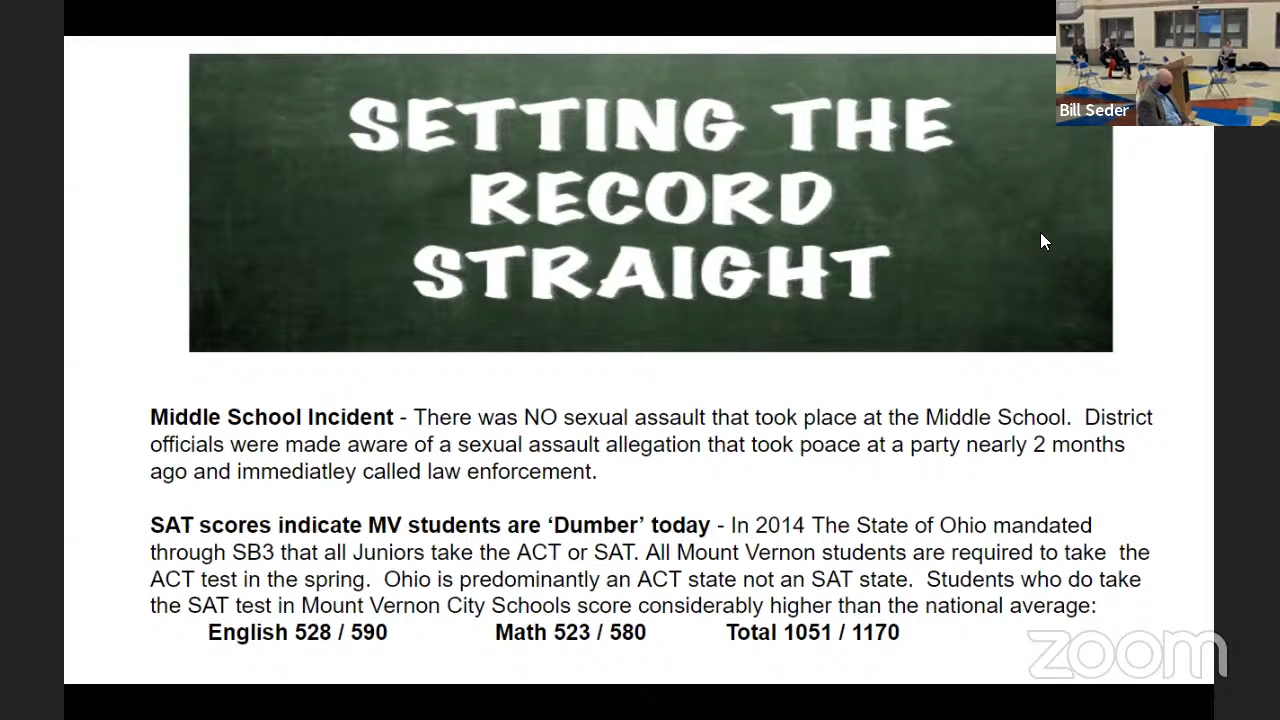 SETTING THE
RECORD
STRAIGHT
Bill Seder
Middle School Incident - There was NO sexual assault that took place at the Middle School.  District
officials were made aware of a sexual assault allegation that took poace at a party nearly 2 months
ago and immediatley called law enforcement.
SAT scores indicate MV students are ‘Dumber’ today - In 2014 The State of Ohio mandated
through SB3 that all Juniors take the ACT or SAT. All Mount Vernon students are required to take  the
ACT test in the spring.  Ohio is predominantly an ACT state not an SAT state.  Students who do take
the SAT test in Mount Vernon City Schools score considerably higher than the national average:
English 528 / 590 Math 523 / 580 Total 1051 / 1170
zoom